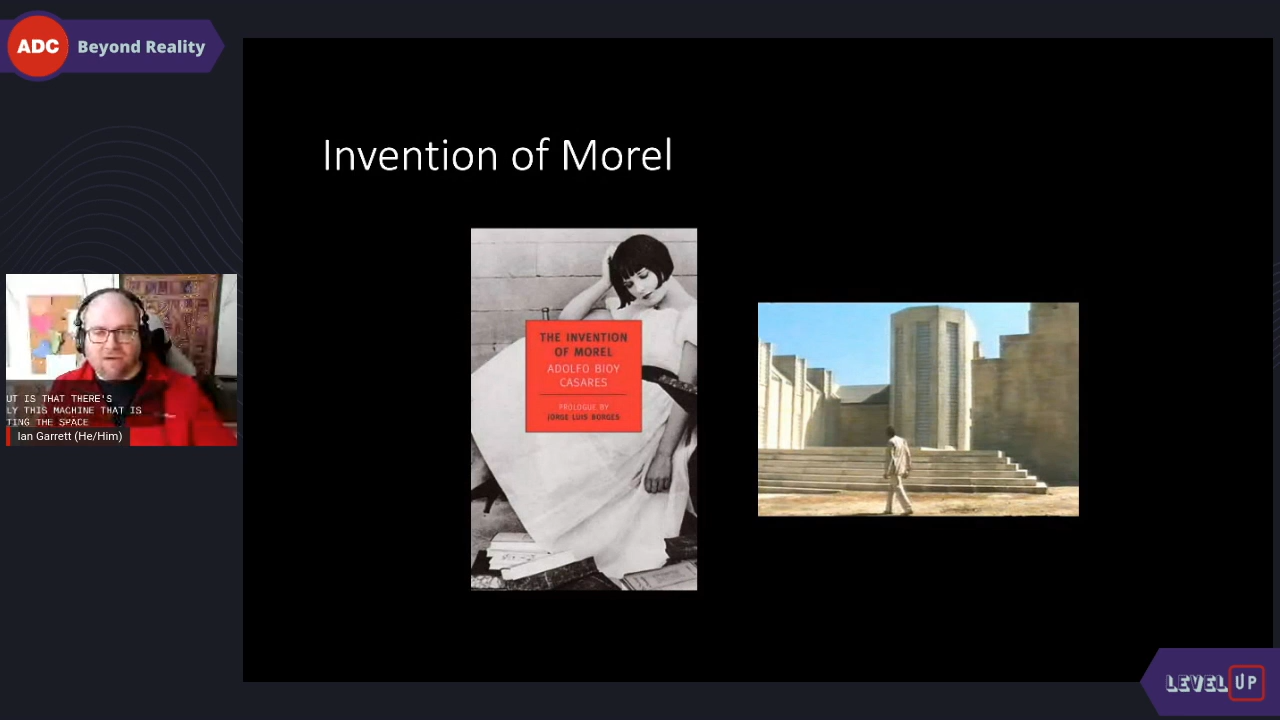 ADC
Beyond Reality
Invention of Morel
THE INVENTION
OF MOREL
ADOLFO BIOY
CASARES
PROLOGUE BY
JORGE LUIS BORGES
UT IS THAT THERE'S
LY THIS MACHINE THAT IS
TING THE SPACE
Ian Garrett (He/Him)
LEVEL UP